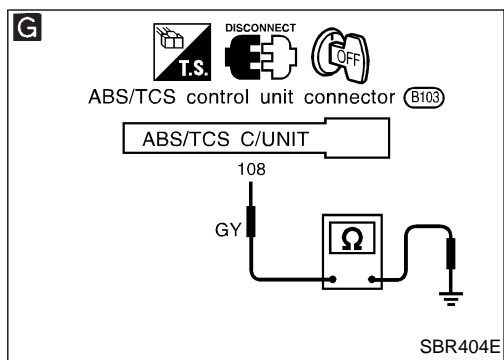 G
T.S.
DISCONNECT
OFF
ABS/TCS control unit connector B103
ABS/TCS C/UNIT
108
GY
Ω
SBR404E